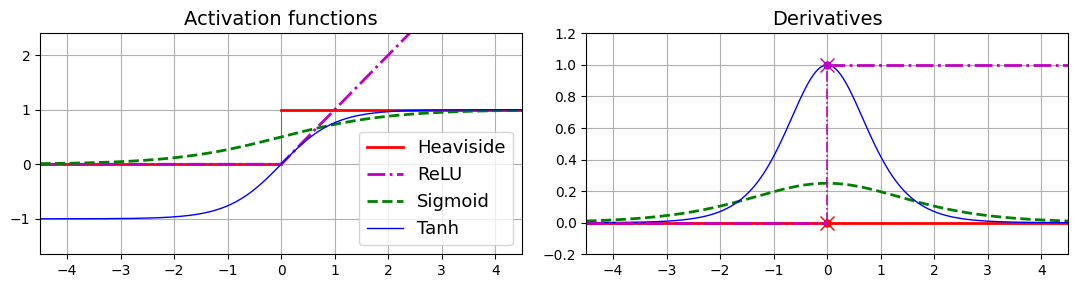 Activation functions
2
1
0
−1
−4 −3 −2 −1 0 1 2 3 4
Heaviside
ReLU
Sigmoid
Tanh
Derivatives
1.2
1.0
0.8
0.6
0.4
0.2
0.0
−0.2
−4 −3 −2 −1 0 1 2 3 4